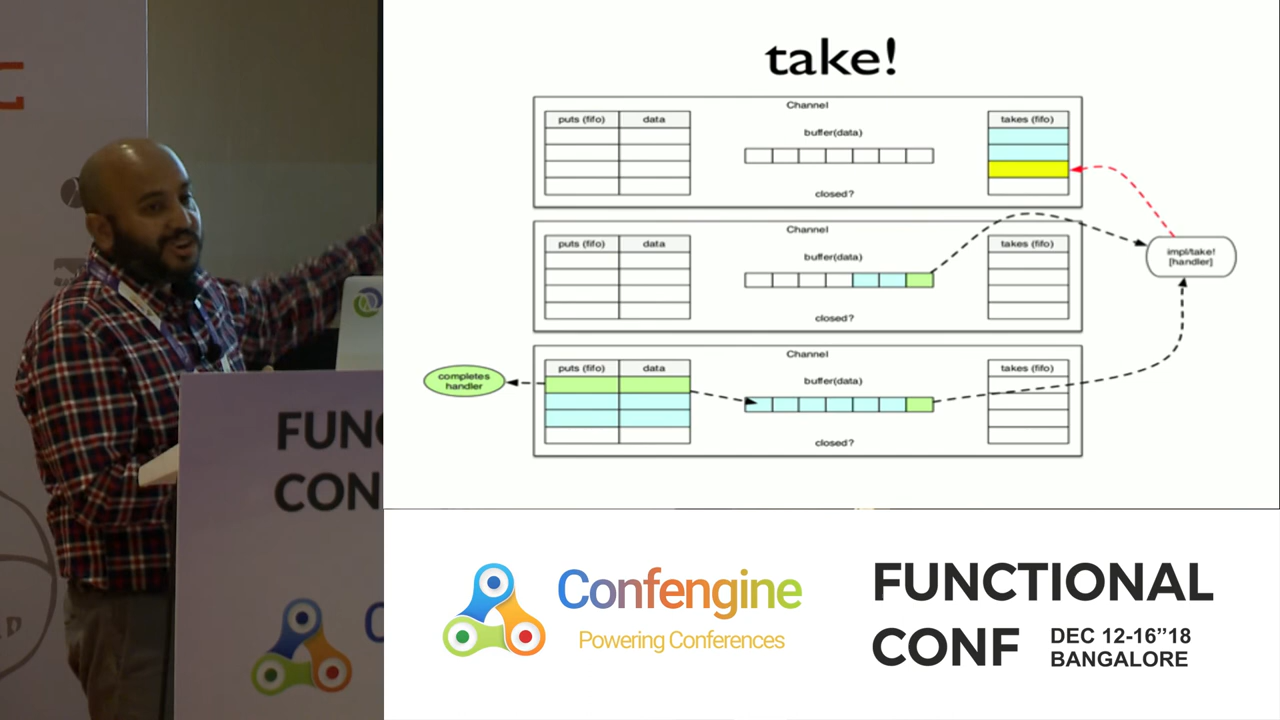 take!
Channel
puts (fifo) data
buffer(data)
takes (fifo)
closed?
Channel
puts (fifo) data
buffer(data)
takes (fifo)
closed?
impl/take!
[handler]
Channel
puts (fifo) data
buffer(data)
takes (fifo)
closed?
completes
handler
FUNC
CON
Confengine
Powering Conferences
FUNCTIONAL
CONF
DEC 12-16"18
BANGALORE